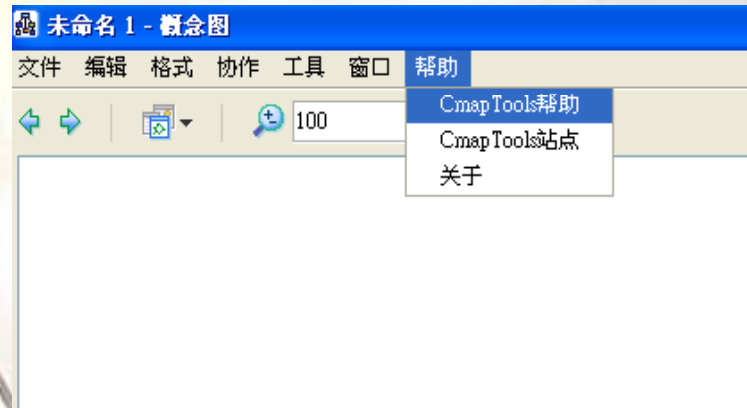 未命名 1 - 概念图
文件 编辑 格式 协作 工具 窗口 帮助
100
CmapTools帮助
CmapTools站点
关于